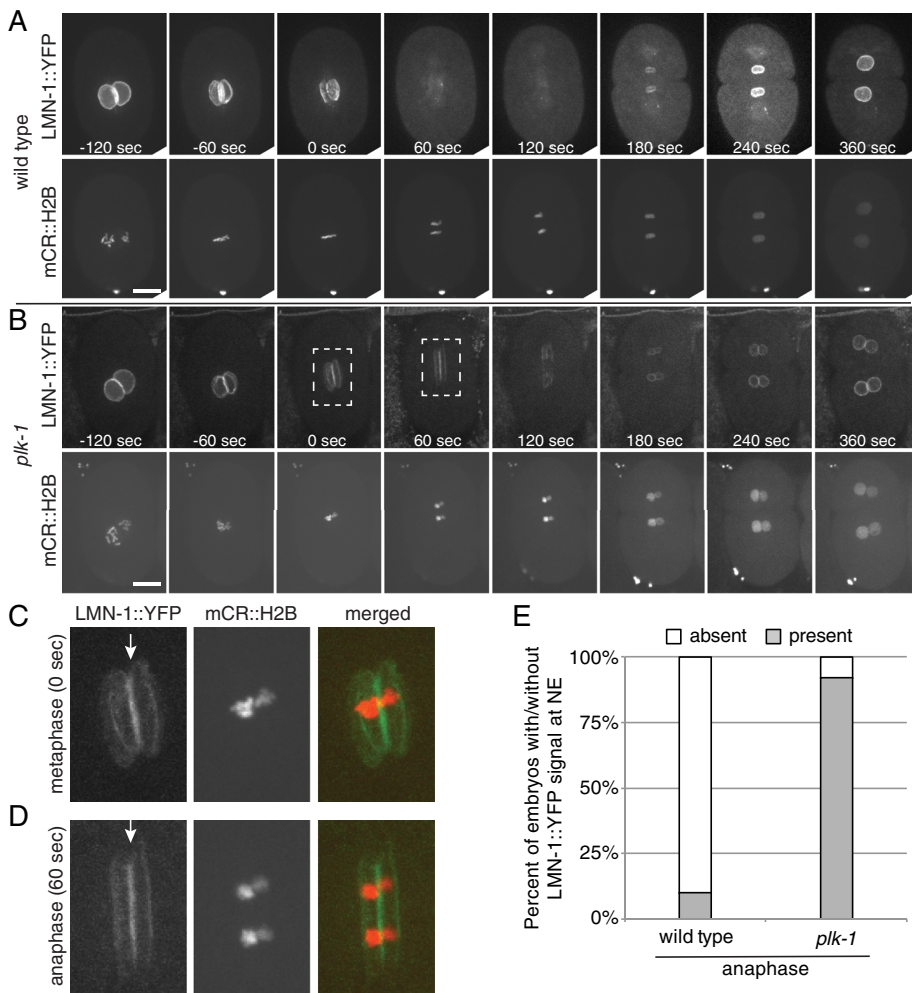 A
wild type
LMN-1::YFP
-120 sec
-60 sec
0 sec
60 sec
120 sec
180 sec
240 sec
360 sec
mCR::H2B
B
plk-1
LMN-1::YFP
-120 sec
-60 sec
0 sec
60 sec
120 sec
180 sec
240 sec
360 sec
mCR::H2B
C
LMN-1::YFP
mCR::H2B
merged
metaphase (0 sec)
D
anaphase (60 sec)
E
absent
present
Percent of embryos with/without
LMN-1::YFP signal at NE
100%
75%
50%
25%
0%
wild type
plk-1
anaphase